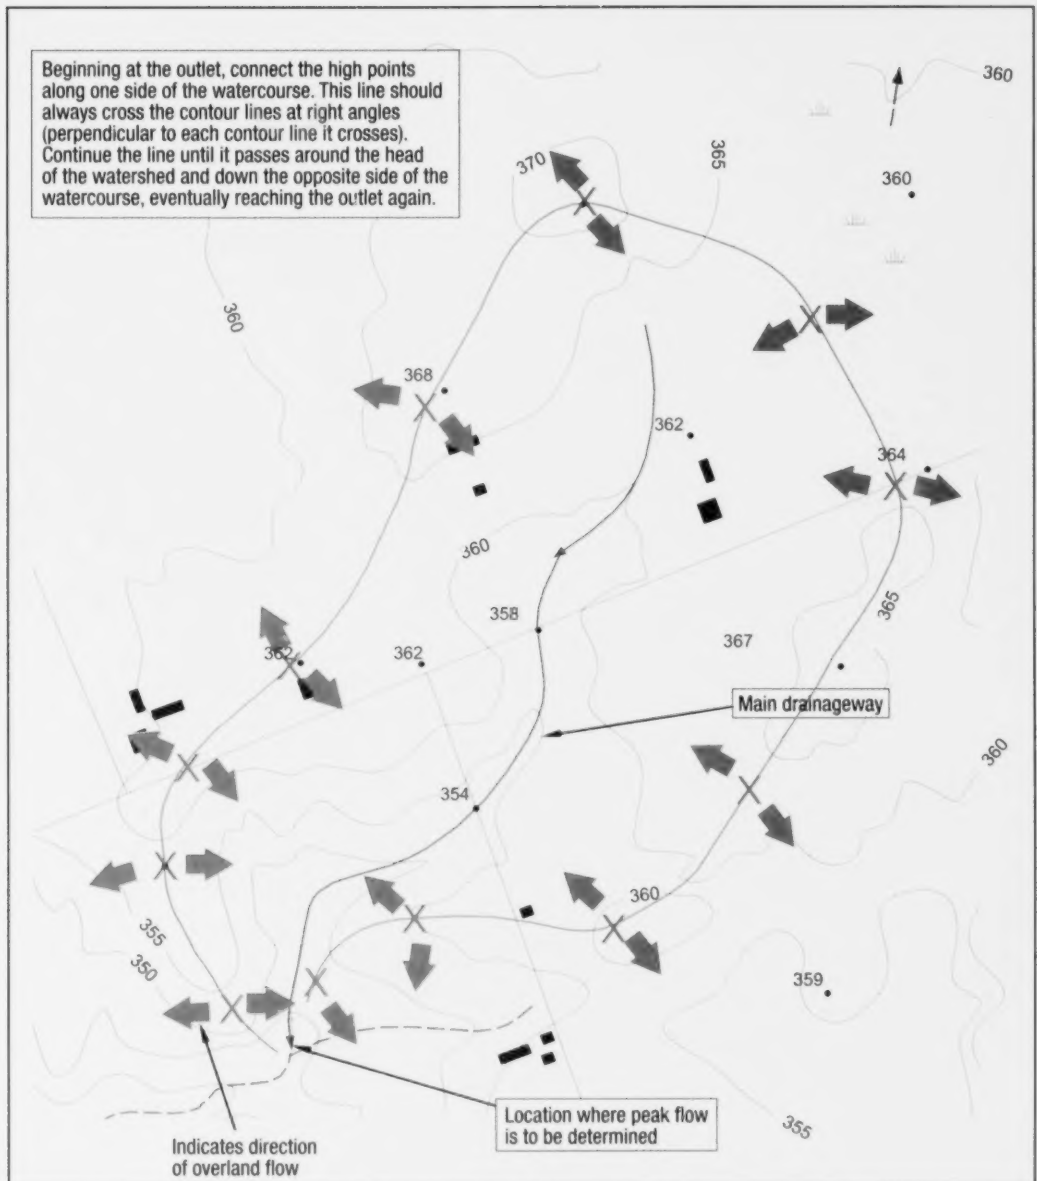 Beginning at the outlet, connect the high points
along one side of the watercourse. This line should
always cross the contour lines at right angles
(perpendicular to each contour line it crosses).
Continue the line until it passes around the head
of the watershed and down the opposite side of the
watercourse, eventually reaching the outlet again.
360
370
365
360
360
368
362
364
360
358
365
362
362
367
Main drainageway
360
354
360
355
350
359
Location where peak flow
is to be determined
355
Indicates direction
of overland flow